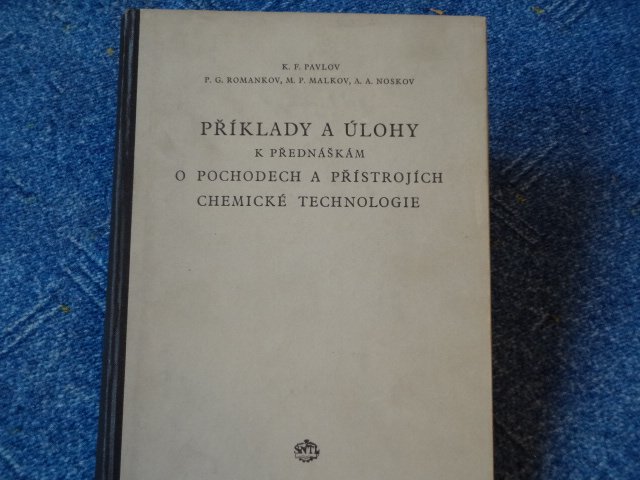 K. F. PAVLOV
P. G. ROMANKOV, M. P. MALKOV, A. A. NOSKOV
PŘÍKLADY A ÚLOHY
K PŘEDNÁŠKÁM
O POCHODECH A PŘÍSTROJÍCH
CHEMICKÉ TECHNOLOGIE
SNTL